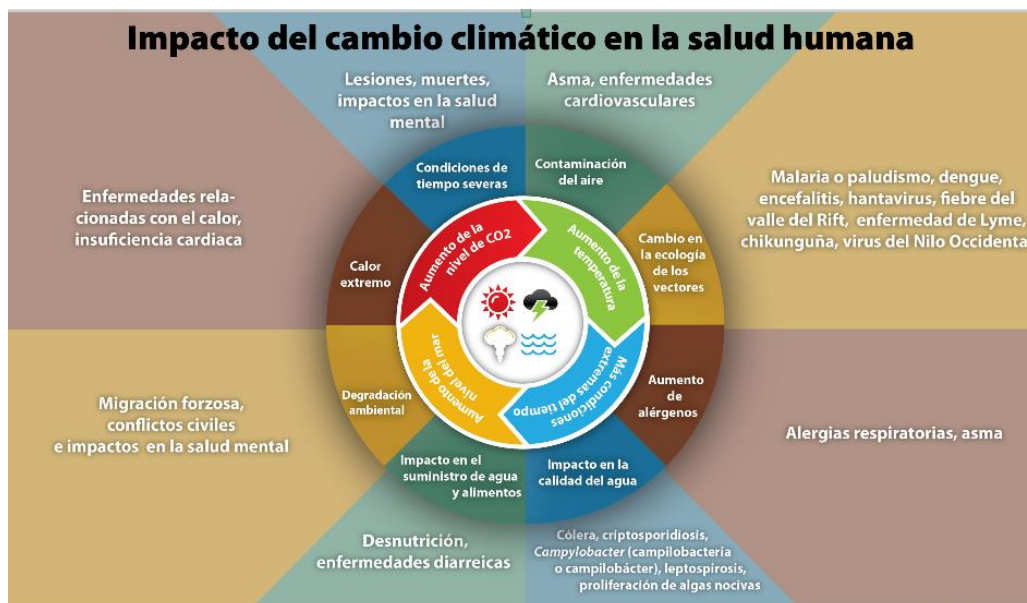 Impacto del cambio climático en la salud humana
Lesiones, muertes,
impactos en la salud
mental
Asma, enfermedades
cardiovasculares
Condiciones de
tiempo severas
Contaminación
del aire
Enfermedades rela-
cionadas con el calor,
insuficiencia cardiaca
Malaria o paludismo, dengue,
encefalitis, hantavirus, fiebre del
valle del Rift, enfermedad de Lyme,
chikunguña, virus del Nilo Occidenta
Calor
extremo
Aumento de la
nivel de CO2
Aumento de la
temperatura
Cambio en
la ecología
de los
vectores
Degradación
ambiental
Aumento de la
nivel del mar
Más condiciones
extremas del tiempo
Aumento
de
alérgenos
Migración forzosa,
conflictos civiles
e impactos en la salud mental
Alergias respiratorias, asma
Impacto en el
suministro de agua
y alimentos
Impacto en la
calidad del agua
Desnutrición,
enfermedades diarreicas
Cólera, criptosporidiosis,
Campylobacter (campilobacteria
o campilobácter), leptospirosis,
proliferación de algas nocivas